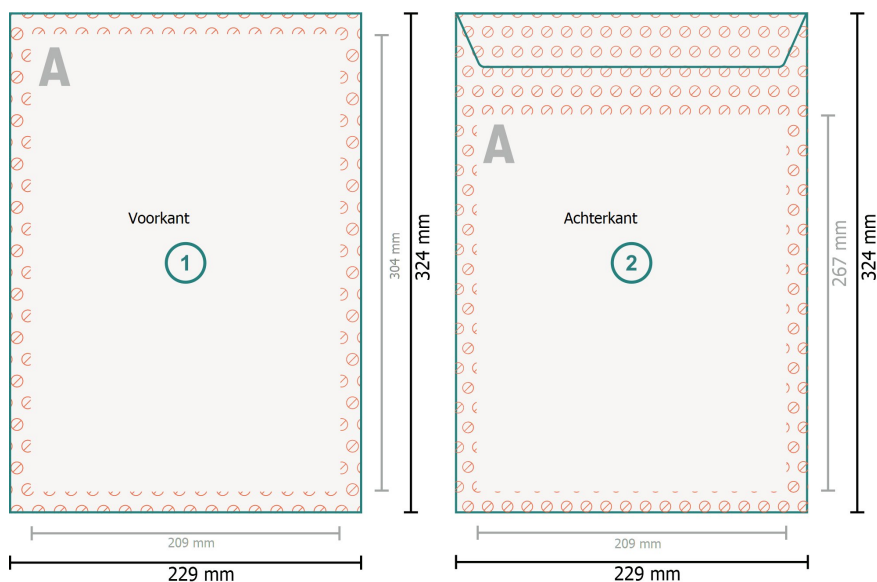 A
Voorkant
1
304 mm
324 mm
209 mm
229 mm
A
Achterkant
2
267 mm
324 mm
209 mm
229 mm